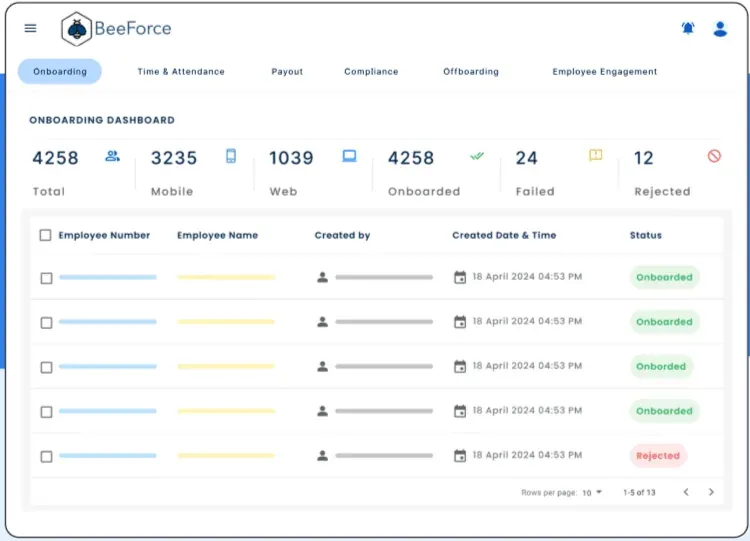 BeeForce
Onboarding Time & Attendance Payout Compliance Offboarding Employee Engagement
ONBOARDING DASHBOARD
4258 3235 1039 4258 24 12
Total Mobile Web Onboarded Failed Rejected
Employee Number Employee Name Created by Created Date & Time Status
18 April 2024 04:53 PM Onboarded
18 April 2024 04:53 PM Onboarded
18 April 2024 04:53 PM Onborded
18 April 2024 04:53 PM Onboarded
18 April 2024 04:53 PM Rejected
Rows per page: 10 1-5 of 13